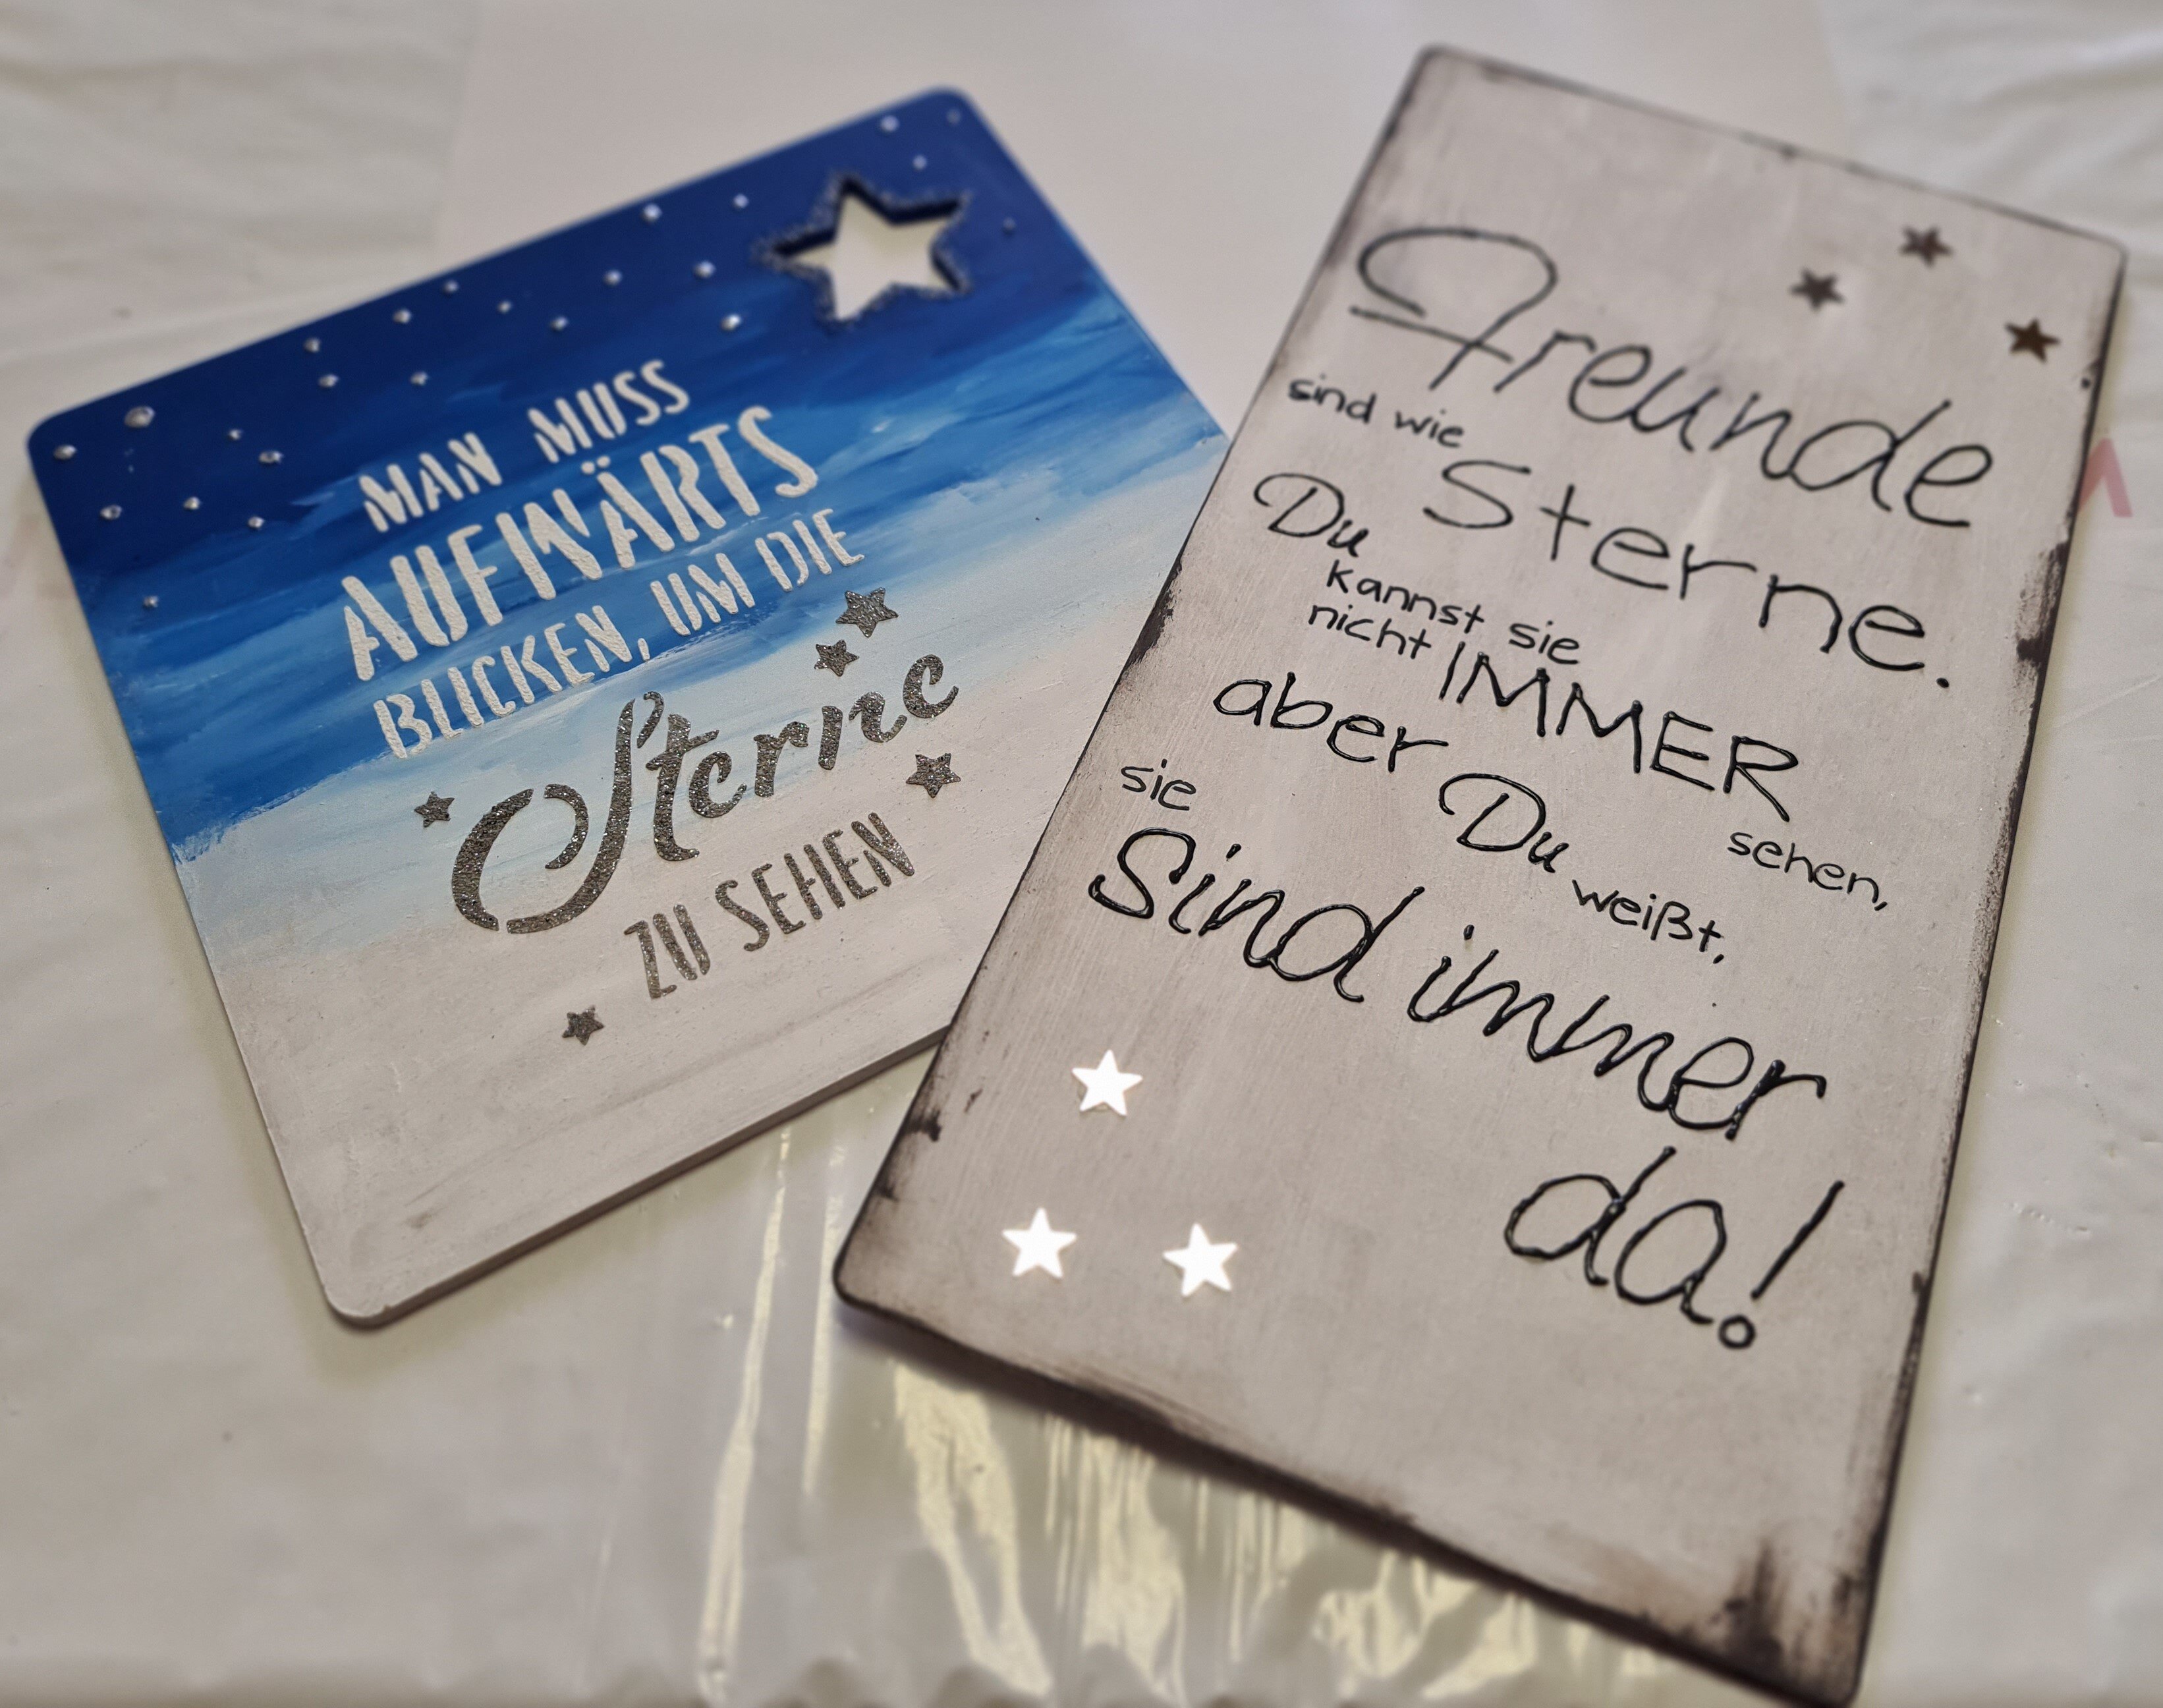 MAN MUSS
AUFWÄRTS
BLICKEN, UM DIE
Sterne
ZU SEHEN
Freunde
sind wie
Sterne.
Du
kannst sie
nicht IMMER
sehen,
aber Du weißt,
sie
Sind immer
da!